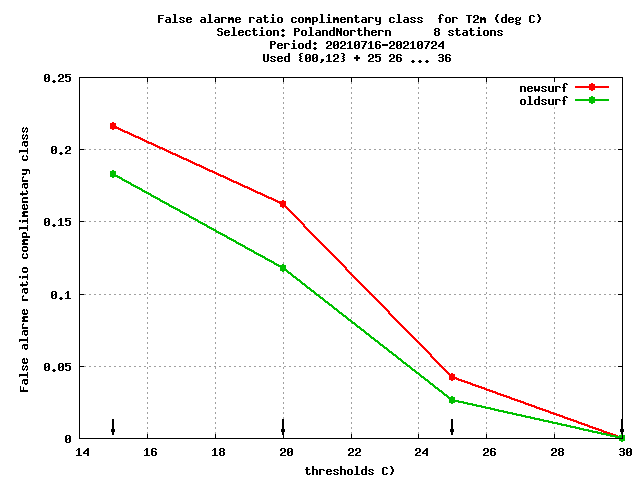 False alarme ratio complimentary class  for T2m (deg C)
Selection: PolandNorthern      8 stations
Period: 20210716-20210724
Used {00,12} + 25 26 ... 36
newsurf
oldsurf
False alarme ratio complimentary class
0.25
0.2
0.15
0.1
0.05
0
14 16 18 20 22 24 26 28 30
thresholds C)